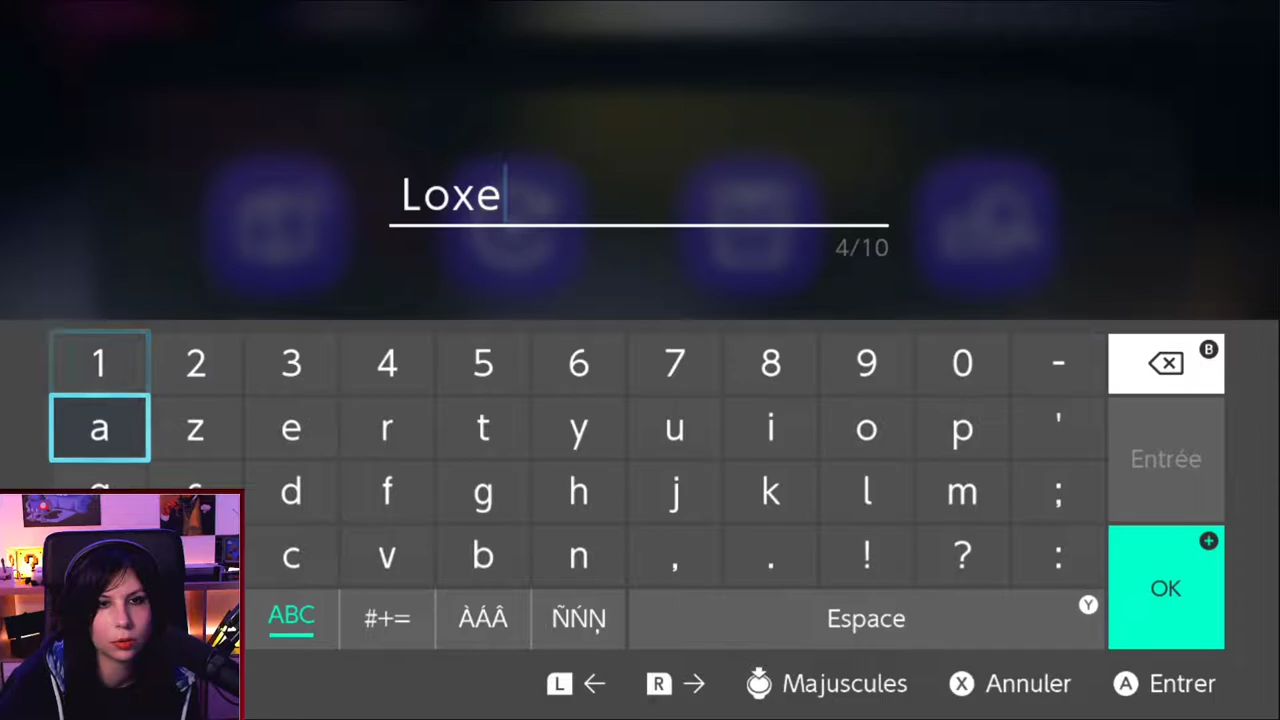 Loxe
4/10
1 2 3 4 5 6 7 8 9 0 - B
a z e r t y u i o p '
Entrée
d f g h j k l m ;
c v b n , . ! ? :
+
OK
ABC #+= ÀÁÂ ÑŃŅ Espace Y
L ← R → Majuscules X Annuler A Entrer